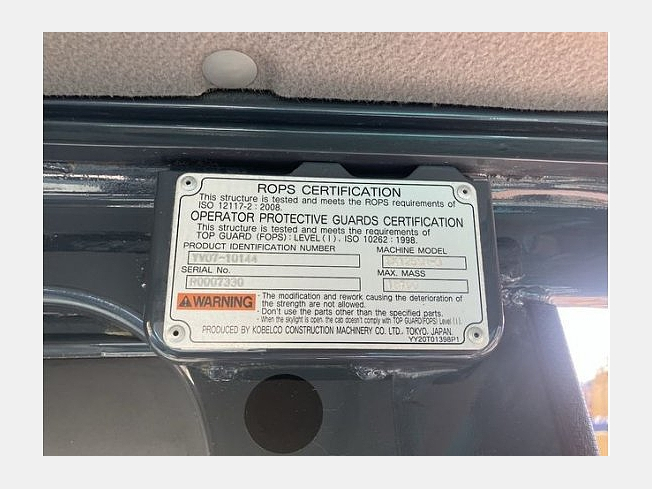 ROPS CERTIFICATION
This structure is tested and meets the ROPS requirements of
ISO 12117-2 : 2008.
OPERATOR PROTECTIVE GUARDS CERTIFICATION
This structure is tested and meets the requirements of
TOP GUARD (FOPS) : LEVEL ( I ) , ISO 10262 : 1998.
PRODUCT IDENTIFICATION NUMBER MACHINE MODEL
YV07-10144
SERIAL No. MAX. MASS
R0007330
WARNING
· The modification and rework causing the deterioration of
the strength are not allowed.
· Don't use the parts other than the specified parts.
· When the skylight is open, the cab doesn't comply with TOP GUARD(FOPS) Level ( I ).
PRODUCED BY KOBELCO CONSTRUCTION MACHINERY CO. LTD., TOKYO, JAPAN.
YY20T01398P1